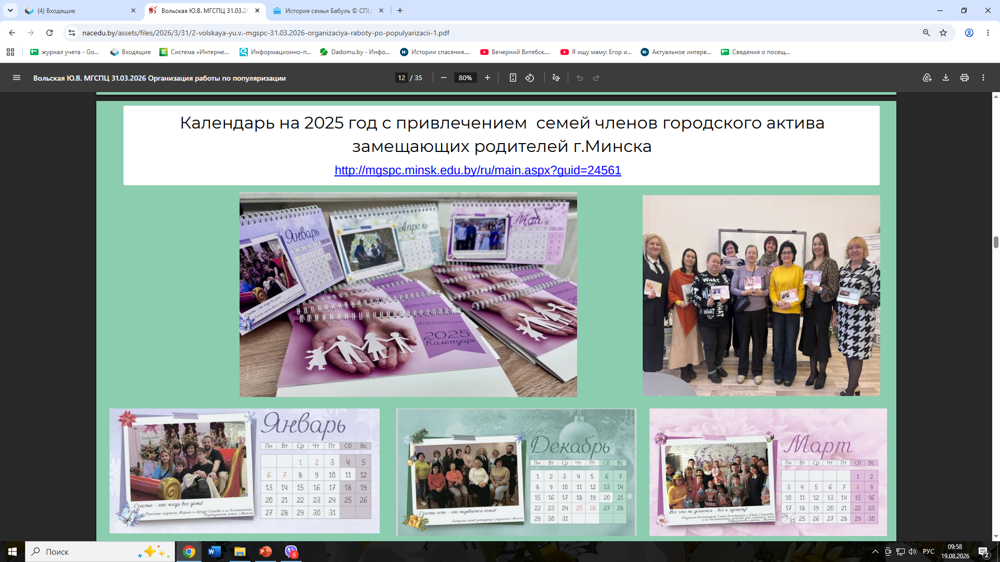 (4) Входящие
Вольская Ю.В. МГСПЦ 31.03.20
История семьи Бабуль © СПЦ
nacedu.by/assets/files/2026/3/31/2-volskaya-yu.v.-mgspc-31.03.2026-organizaciya-raboty-po-populyarizacii-1.pdf
журнал учета - Go...
Входящие
Система «Интерне...
Информационно-п...
Dadomu.by - Инфо...
Истории спасения....
Вечерний Витебск....
Я ищу маму: Егор и...
Актуальное интерв...
Сведения о посещ...
Вольская Ю.В. МГСПЦ 31.03.2026 Организация работы по популяризации
12 / 35
80%
Календарь на 2025 год с привлечением семей членов городского актива
замещающих родителей г.Минска
http://mgspc.minsk.edu.by/ru/main.aspx?guid=24561
Январь
Апрель
Май
2025
Календарь
WHAT
WHAT
WHAT
Январь
Пн Вт Ср Чт Пт Сб Вс
1 2 3 4 5
6 7 8 9 10 11 12
13 14 15 16 17 18 19
20 21 22 23 24 25 26
27 28 29 30 31
Счастье - это когда все дома!
Декабрь
Пн Вт Ср Чт Пт Сб Вс
1 2 3 4 5 6 7
8 9 10 11 12 13 14
15 16 17 18 19 20 21
22 23 24 25 26 27 28
29 30 31
Счастье есть - оно называется семья!
Городской актив замещающих родителей г.Минска
Март
Пн Вт Ср Чт Пт Сб Вс
1 2
3 4 5 6 7 8 9
10 11 12 13 14 15 16
17 18 19 20 21 22 23
24 31 25 26 27 28 29 30
Все что ни делается - все к лучшему!
Поиск
6
РУС
09:58
19.08.2026
2